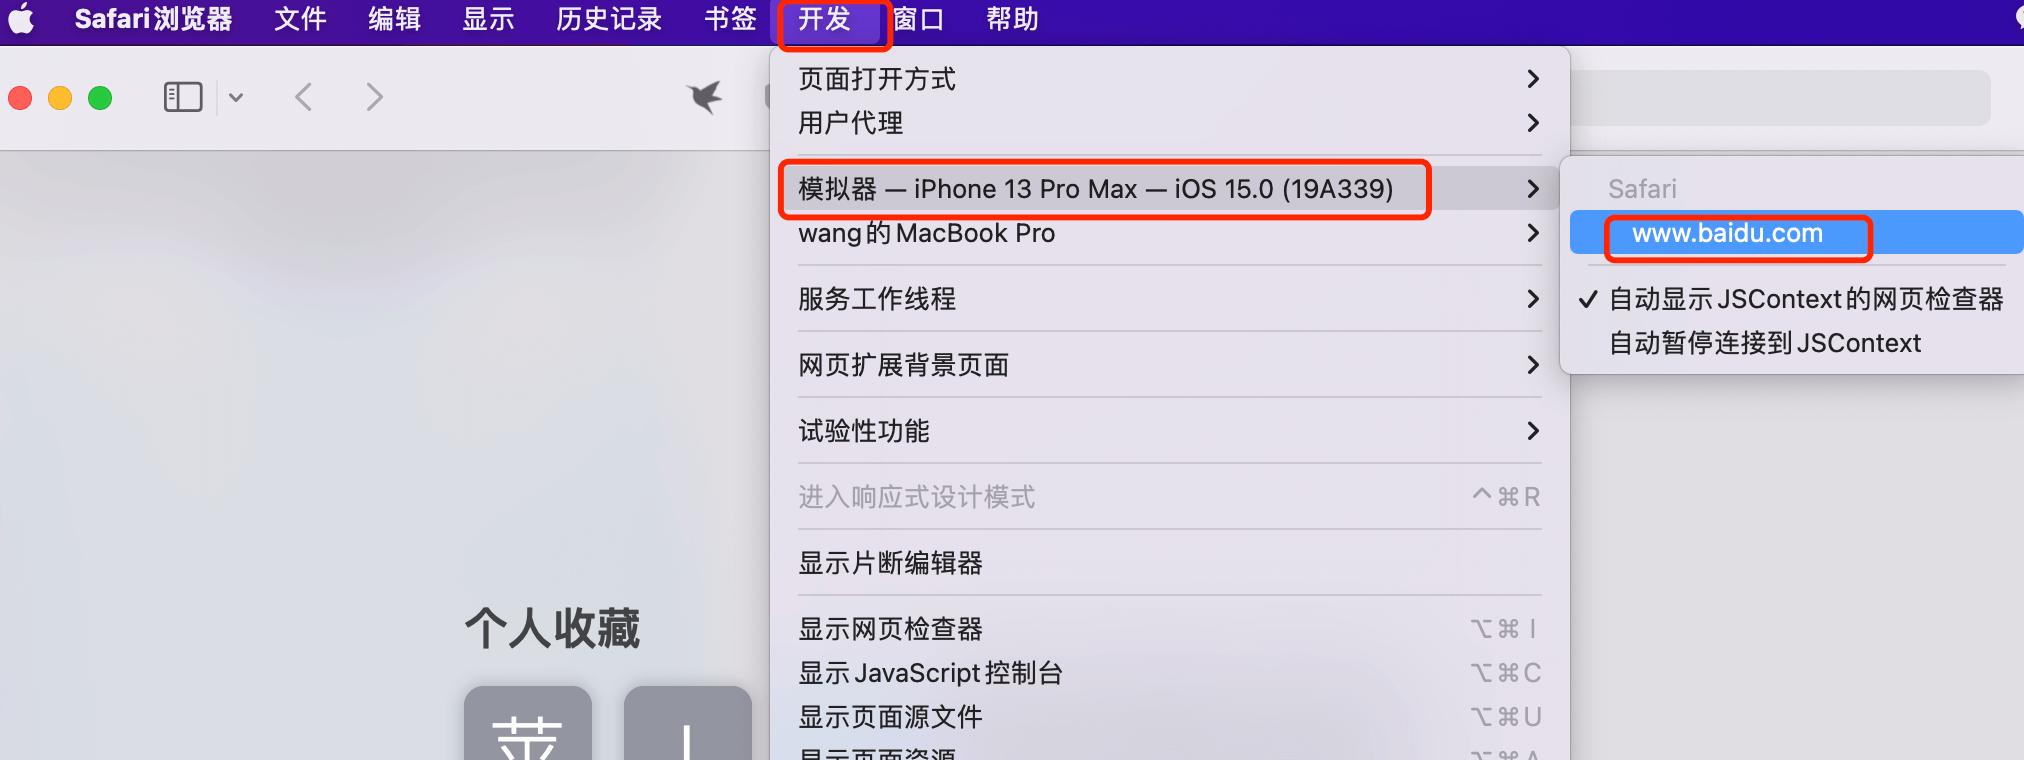 Safari浏览器 文件 编辑 显示 历史记录 书签 开发 窗口 帮助
页面打开方式
用户代理
模拟器 — iPhone 13 Pro Max — iOS 15.0 (19A339)
wang的MacBook Pro
服务工作线程
网页扩展背景页面
试验性功能
进入响应式设计模式 ^⌘R
显示片断编辑器
显示网页检查器 ⌥⌘I
显示JavaScript控制台 ⌥⌘C
显示页面源文件 ⌥⌘U
显示页面资源 ⌥⌘A
Safari
www.baidu.com
✓ 自动显示JSContext的网页检查器
自动暂停连接到JSContext
个人收藏
苹